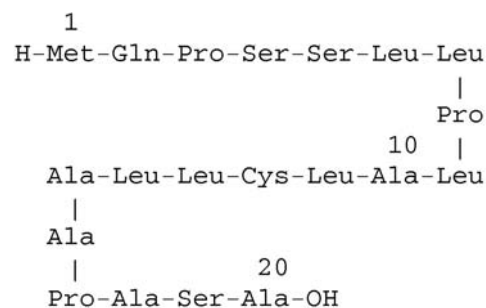 1
H-Met-Gln-Pro-Ser-Ser-Leu-Leu
|
Pro
10 |
Ala-Leu-Leu-Cys-Leu-Ala-Leu
|
Ala
| 20
Pro-Ala-Ser-Ala-OH